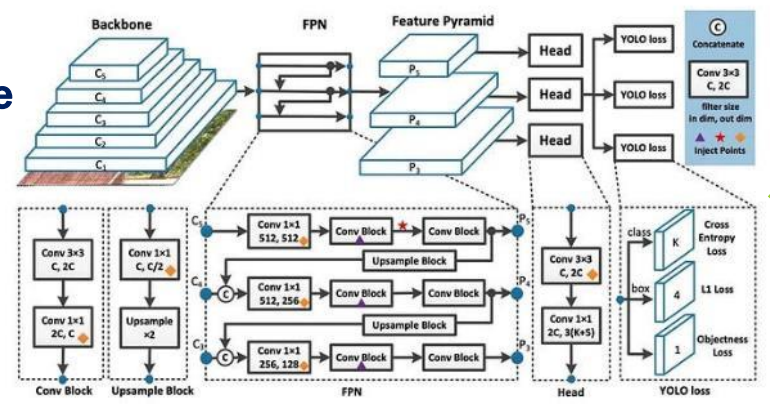 Backbone
FPN
Feature Pyramid
C5
C4
C3
C2
C1
P5
P4
P3
Head
Head
Head
YOLO loss
YOLO loss
YOLO loss
C
Concatenate
Conv 3×3
C, 2C
filter size
in dim, out dim
Inject Points
e
Conv 3×3
C, 2C
Conv 1×1
2C, C
Conv Block
Conv 1×1
C, C/2
Upsample
×2
Upsample Block
C5
Conv 1×1
512, 512
Conv Block
Conv Block
P5
Upsample Block
C4
C
Conv 1×1
512, 256
Conv Block
Conv Block
P4
Upsample Block
C3
C
Conv 1×1
256, 128
Conv Block
Conv Block
P3
FPN
Conv 3×3
C, 2C
Conv 1×1
2C, 3(K+5)
Head
class
K
Cross
Entropy
Loss
box
4
L1 Loss
1
Objectness
Loss
YOLO loss